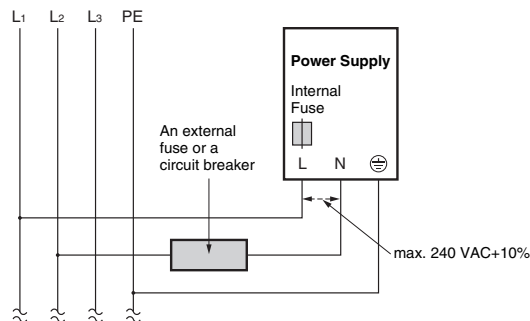 L1 L2 L3 PE
Power Supply
Internal
Fuse
An external
fuse or a
circuit breaker
L N
max. 240 VAC+10%